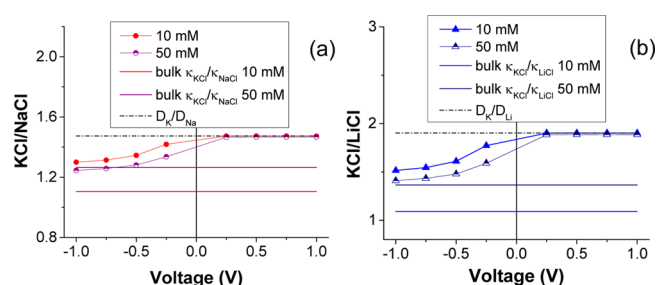 (a)
10 mM
50 mM
bulk κKCl/κNaCl 10 mM
bulk κKCl/κNaCl 50 mM
DK/DNa
KCl/NaCl
2.0
1.6
1.2
0.8
-1.0 -0.5 0.0 0.5 1.0
Voltage (V)
(b)
10 mM
50 mM
bulk κKCl/κLiCl 10 mM
bulk κKCl/κLiCl 50 mM
DK/DLi
KCl/LiCl
3
2
1
-1.0 -0.5 0.0 0.5 1.0
Voltage (V)